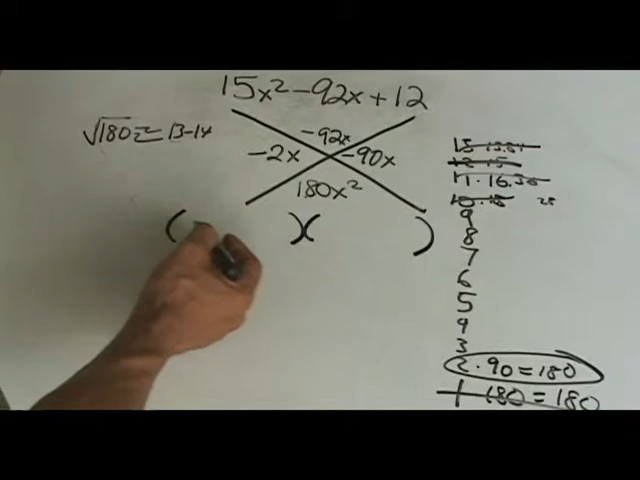 15x² - 92x + 12
√180 ≈ 13-14
-92x
-2x
-90x
180x²
( )( )
9
8
7
6
5
4
3
2 · 90 = 180
1 180 = 180